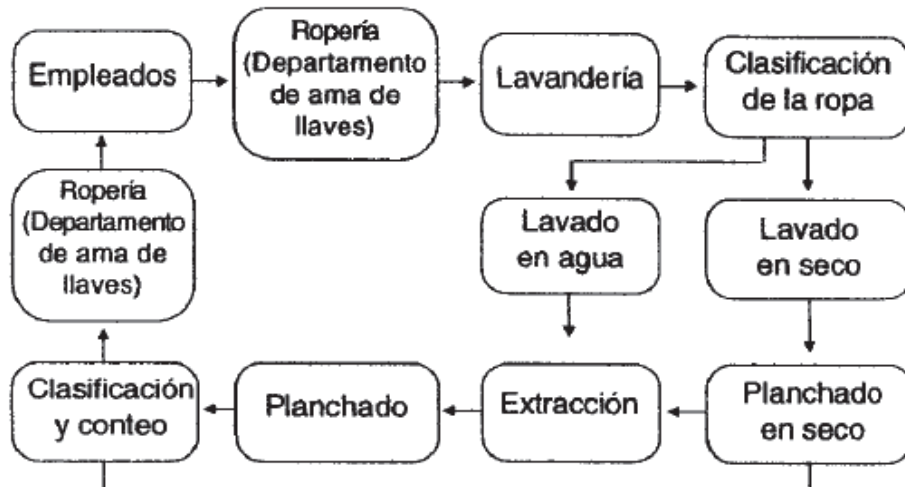 Empleados
Ropería
(Departamento
de ama de
llaves)
Lavandería
Clasificación
de la ropa
Ropería
(Departamento
de ama de
llaves)
Lavado
en agua
Lavado
en seco
Clasificación
y conteo
Planchado
Extracción
Planchado
en seco